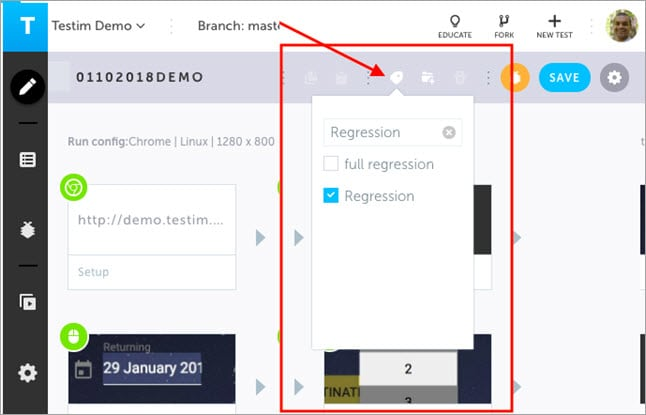 T
Testim Demo
Branch: maste
EDUCATE
FORK
NEW TEST
01102018DEMO
SAVE
Run config:Chrome | Linux | 1280 x 800
Regression
full regression
Regression
http://demo.testim....
Setup
Returning
29 January 201
2
TINATI
3